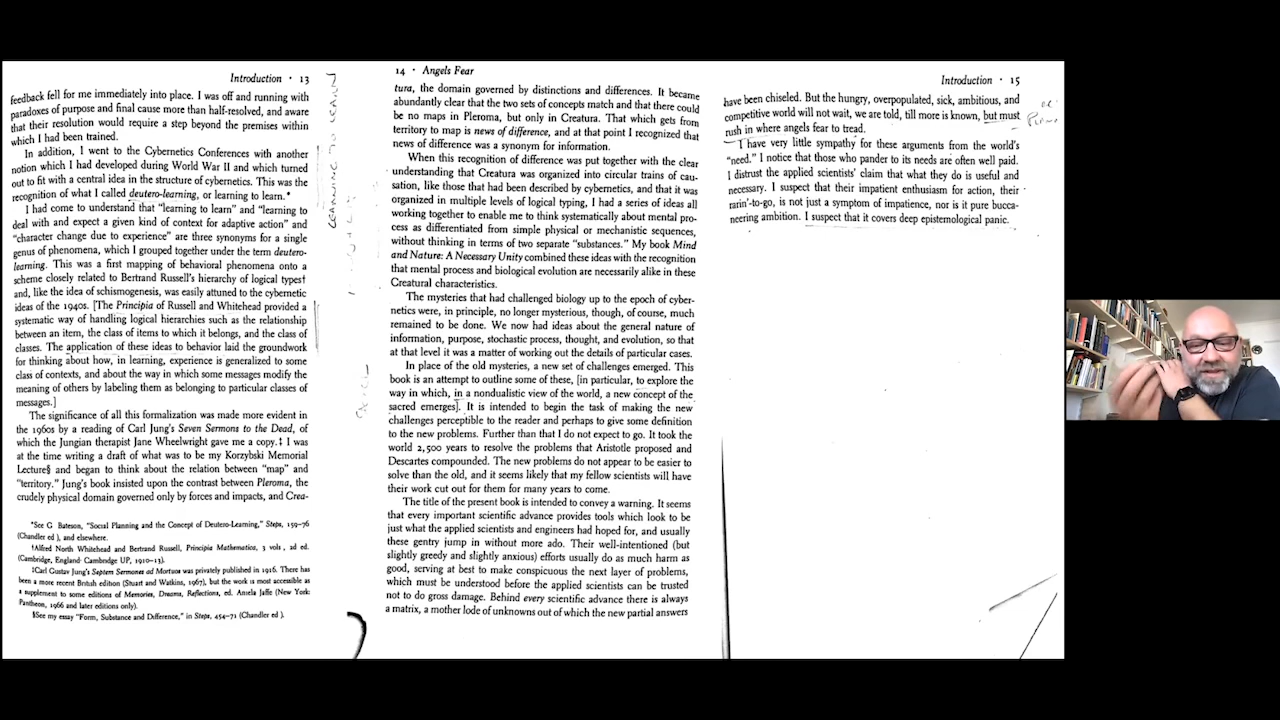 Introduction · 13
feedback fell for me immediately into place. I was off and running with
paradoxes of purpose and final cause more than half-resolved, and aware
that their resolution would require a step beyond the premises within
which I had been trained.
In addition, I went to the Cybernetics Conferences with another
notion which I had developed during World War II and which turned
out to fit with a central idea in the structure of cybernetics. This was the
recognition of what I called deutero-learning, or learning to learn.*
I had come to understand that “learning to learn” and “learning to
deal with and expect a given kind of context for adaptive action” and
“character change due to experience” are three synonyms for a single
genus of phenomena, which I grouped together under the term deutero-
learning. This was a first mapping of behavioral phenomena onto a
scheme closely related to Bertrand Russell's hierarchy of logical types†
and, like the idea of schismogenesis, was easily attuned to the cybernetic
ideas of the 1940s. [The Principia of Russell and Whitehead provided a
systematic way of handling logical hierarchies such as the relationship
between an item, the class of items to which it belongs, and the class of
classes. The application of these ideas to behavior laid the groundwork
for thinking about how, in learning, experience is generalized to some
class of contexts, and about the way in which some messages modify the
meaning of others by labeling them as belonging to particular classes of
messages.]
The significance of all this formalization was made more evident in
the 1960s by a reading of Carl Jung's Seven Sermons to the Dead, of
which the Jungian therapist Jane Wheelwright gave me a copy.‡ I was
at the time writing a draft of what was to be my Korzybski Memorial
Lecture§ and began to think about the relation between “map” and
“territory.” Jung's book insisted upon the contrast between Pleroma, the
crudely physical domain governed only by forces and impacts, and Crea-
*See G Bateson, “Social Planning and the Concept of Deutero-Learning,” Steps, 159–76
(Chandler ed ), and elsewhere.
†Alfred North Whitehead and Bertrand Russell, Principia Mathematica, 3 vols , 2d ed.
(Cambridge, England· Cambridge UP, 1910–13).
‡Carl Gustav Jung's Septem Sermones ad Mortuos was privately published in 1916. There has
been a more recent British edition (Stuart and Watkins, 1967), but the work is most accessible as
a supplement to some editions of Memories, Dreams, Reflections, ed. Aniela Jaffe (New York:
Pantheon, 1966 and later editions only).
§See my essay “Form, Substance and Difference,” in Steps, 454–71 (Chandler ed ).
LEARNING TO LEARN
14 · Angels Fear
tura, the domain governed by distinctions and differences. It became
abundantly clear that the two sets of concepts match and that there could
be no maps in Pleroma, but only in Creatura. That which gets from
territory to map is news of difference, and at that point I recognized that
news of difference was a synonym for information.
When this recognition of difference was put together with the clear
understanding that Creatura was organized into circular trains of cau-
sation, like those that had been described by cybernetics, and that it was
organized in multiple levels of logical typing, I had a series of ideas all
working together to enable me to think systematically about mental pro-
cess as differentiated from simple physical or mechanistic sequences,
without thinking in terms of two separate “substances.” My book Mind
and Nature: A Necessary Unity combined these ideas with the recognition
that mental process and biological evolution are necessarily alike in these
Creatural characteristics.
The mysteries that had challenged biology up to the epoch of cyber-
netics were, in principle, no longer mysterious, though, of course, much
remained to be done. We now had ideas about the general nature of
information, purpose, stochastic process, thought, and evolution, so that
at that level it was a matter of working out the details of particular cases.
In place of the old mysteries, a new set of challenges emerged. This
book is an attempt to outline some of these, [in particular, to explore the
way in which, in a nondualistic view of the world, a new concept of the
sacred emerges]. It is intended to begin the task of making the new
challenges perceptible to the reader and perhaps to give some definition
to the new problems. Further than that I do not expect to go. It took the
world 2,500 years to resolve the problems that Aristotle proposed and
Descartes compounded. The new problems do not appear to be easier to
solve than the old, and it seems likely that my fellow scientists will have
their work cut out for them for many years to come.
The title of the present book is intended to convey a warning. It seems
that every important scientific advance provides tools which look to be
just what the applied scientists and engineers had hoped for, and usually
these gentry jump in without more ado. Their well-intentioned (but
slightly greedy and slightly anxious) efforts usually do as much harm as
good, serving at best to make conspicuous the next layer of problems,
which must be understood before the applied scientists can be trusted
not to do gross damage. Behind every scientific advance there is always
a matrix, a mother lode of unknowns out of which the new partial answers
Introduction · 15
have been chiseled. But the hungry, overpopulated, sick, ambitious, and
competitive world will not wait, we are told, till more is known, but must
rush in where angels fear to tread.
I have very little sympathy for these arguments from the world's
“need.” I notice that those who pander to its needs are often well paid.
I distrust the applied scientists' claim that what they do is useful and
necessary. I suspect that their impatient enthusiasm for action, their
rarin'-to-go, is not just a symptom of impatience, nor is it pure bucca-
neering ambition. I suspect that it covers deep epistemological panic.